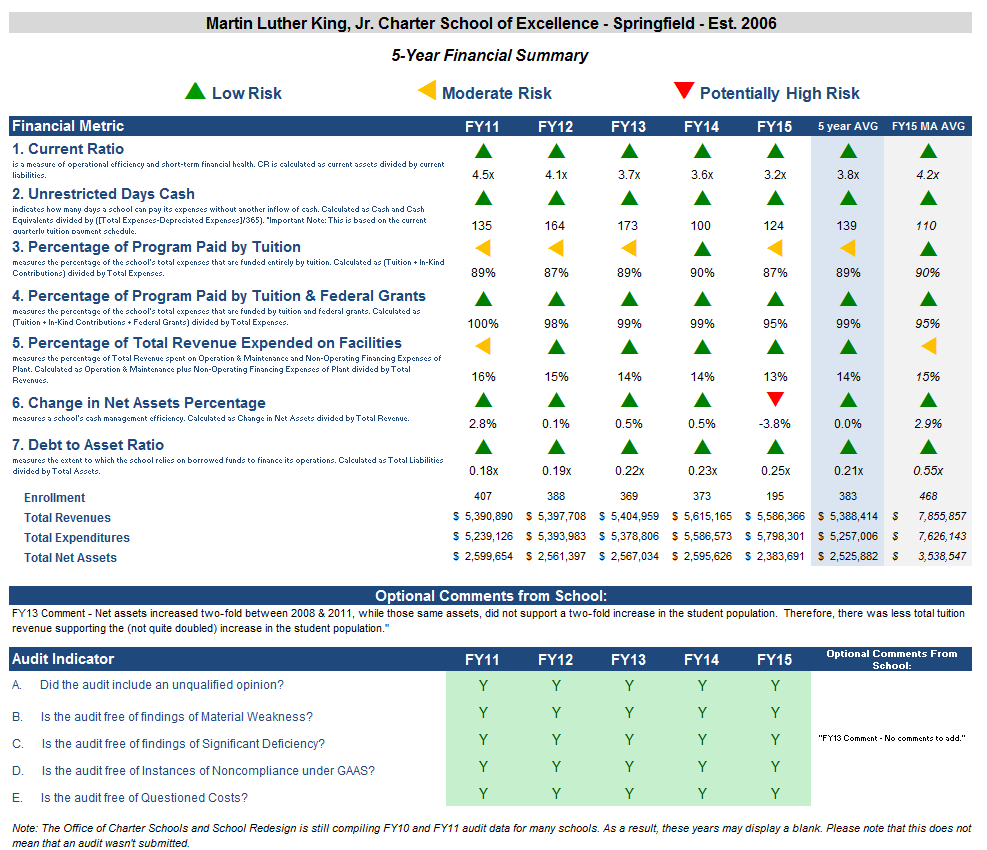 Martin Luther King, Jr. Charter School of Excellence - Springfield - Est. 2006
5-Year Financial Summary
Low Risk Moderate Risk Potentially High Risk
Financial Metric FY11 FY12 FY13 FY14 FY15 5 year AVG FY15 MA AVG
1. Current Ratio
is a measure of operational efficiency and short-term financial health. CR is calculated as current assets divided by current
liabilities.
4.5x 4.1x 3.7x 3.6x 3.2x 3.8x 4.2x
2. Unrestricted Days Cash
indicates how many days a school can pay its expenses without another inflow of cash. Calculated as Cash and Cash
Equivalents divided by ([Total Expenses-Depreciated Expenses]/365). "Important Note: This is based on the current
quarterly tuition payment schedule.
135 164 173 100 124 139 110
3. Percentage of Program Paid by Tuition
measures the percentage of the school's total expenses that are funded entirely by tuition. Calculated as (Tuition + In-Kind
Contributions) divided by Total Expenses.
89% 87% 89% 90% 87% 89% 90%
4. Percentage of Program Paid by Tuition & Federal Grants
measures the percentage of the school's total expenses that are funded by tuition and federal grants. Calculated as
(Tuition + In-Kind Contributions + Federal Grants) divided by Total Expenses.
100% 98% 99% 99% 95% 99% 95%
5. Percentage of Total Revenue Expended on Facilities
measures the percentage of Total Revenue spent on Operation & Maintenance and Non-Operating Financing Expenses of
Plant. Calculated as Operation & Maintenance plus Non-Operating Financing Expenses of Plant divided by Total
Revenues.
16% 15% 14% 14% 13% 14% 15%
6. Change in Net Assets Percentage
measures a school's cash management efficiency. Calculated as Change in Net Assets divided by Total Revenue.
2.8% 0.1% 0.5% 0.5% -3.8% 0.0% 2.9%
7. Debt to Asset Ratio
measures the extent to which the school relies on borrowed funds to finance its operations. Calculated as Total Liabilities
divided by Total Assets.
0.18x 0.19x 0.22x 0.23x 0.25x 0.21x 0.55x
Enrollment 407 388 369 373 195 383 468
Total Revenues $ 5,390,890 $ 5,397,708 $ 5,404,959 $ 5,615,165 $ 5,586,366 $ 5,388,414 $ 7,855,857
Total Expenditures $ 5,239,126 $ 5,393,983 $ 5,378,806 $ 5,586,573 $ 5,798,301 $ 5,257,006 $ 7,626,143
Total Net Assets $ 2,599,654 $ 2,561,397 $ 2,567,034 $ 2,595,626 $ 2,383,691 $ 2,525,882 $ 3,538,547
Optional Comments from School:
FY13 Comment - Net assets increased two-fold between 2008 & 2011, while those same assets, did not support a two-fold increase in the student population. Therefore, there was less total tuition
revenue supporting the (not quite doubled) increase in the student population."
Audit Indicator FY11 FY12 FY13 FY14 FY15 Optional Comments From
School:
A. Did the audit include an unqualified opinion? Y Y Y Y Y
B. Is the audit free of findings of Material Weakness? Y Y Y Y Y
C. Is the audit free of findings of Significant Deficiency? Y Y Y Y Y "FY13 Comment - No comments to add."
D. Is the audit free of Instances of Noncompliance under GAAS? Y Y Y Y Y
E. Is the audit free of Questioned Costs? Y Y Y Y Y
Note: The Office of Charter Schools and School Redesign is still compiling FY10 and FY11 audit data for many schools. As a result, these years may display a blank. Please note that this does not
mean that an audit wasn't submitted.